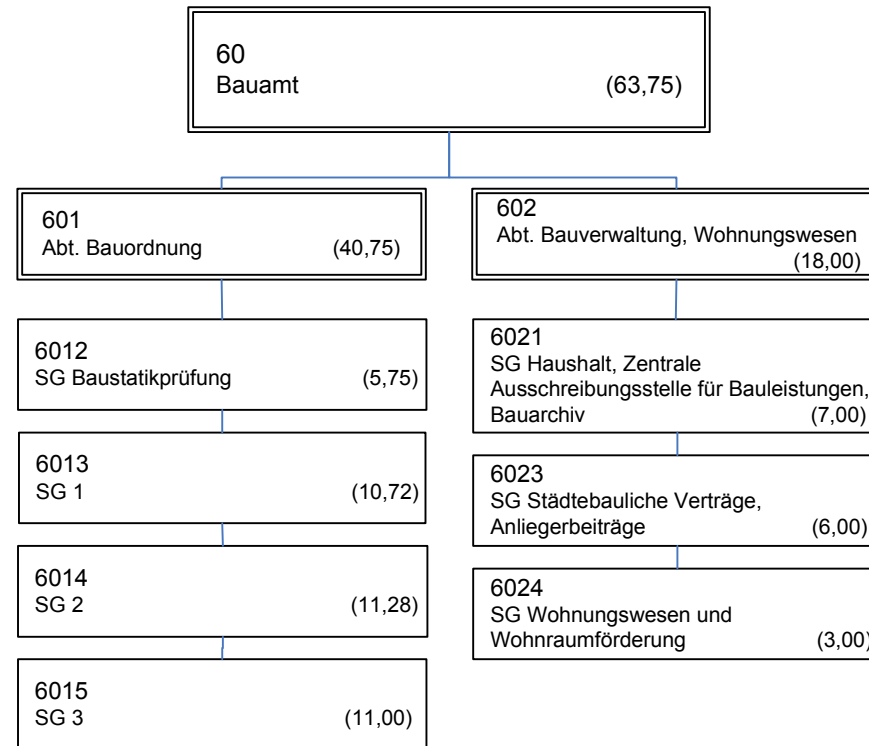 60
Bauamt (63,75)
601
Abt. Bauordnung (40,75)
6012
SG Baustatikprüfung (5,75)
6013
SG 1 (10,72)
6014
SG 2 (11,28)
6015
SG 3 (11,00)
602
Abt. Bauverwaltung, Wohnungswesen
(18,00)
6021
SG Haushalt, Zentrale
Ausschreibungsstelle für Bauleistungen,
Bauarchiv (7,00)
6023
SG Städtebauliche Verträge,
Anliegerbeiträge (6,00)
6024
SG Wohnungswesen und
Wohnraumförderung (3,00)